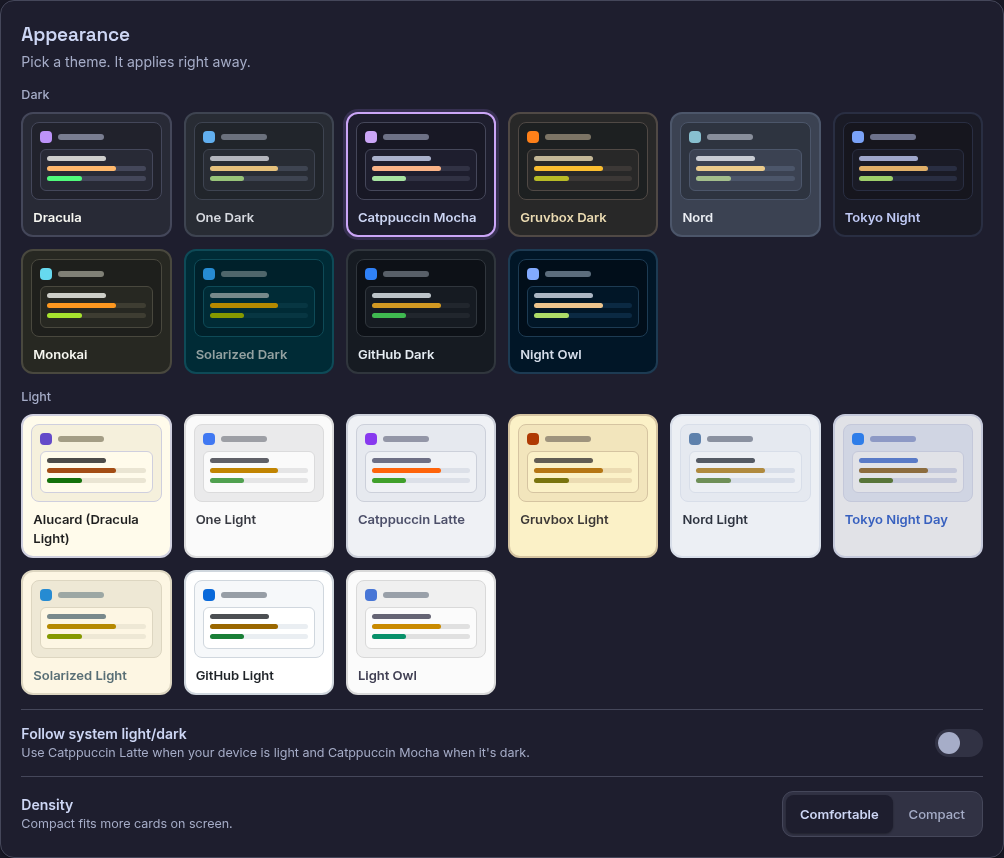 Appearance
Pick a theme. It applies right away.
Dark
Dracula
One Dark
Catppuccin Mocha
Gruvbox Dark
Nord
Tokyo Night
Monokai
Solarized Dark
GitHub Dark
Night Owl
Light
Alucard (Dracula
Light)
One Light
Catppuccin Latte
Gruvbox Light
Nord Light
Tokyo Night Day
Solarized Light
GitHub Light
Light Owl
Follow system light/dark
Use Catppuccin Latte when your device is light and Catppuccin Mocha when it's dark.
Density
Compact fits more cards on screen.
Comfortable
Compact